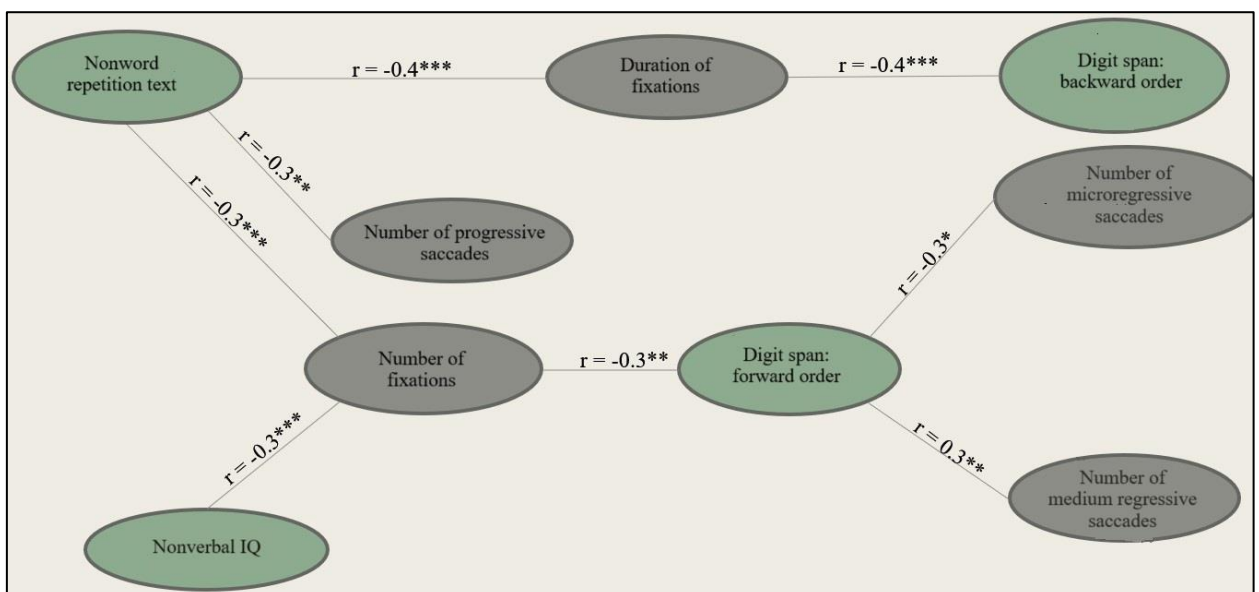 Nonword
repetition text
r = -0.4***
Duration of
fixations
r = -0.4***
Digit span:
backward order
r = -0.3**
r = -0.3***
Number of progressive
saccades
Number of
microregressive
saccades
r = -0.3*
Number of
fixations
r = -0.3**
Digit span:
forward order
r = -0.3***
r = 0.3**
Number of
medium regressive
saccades
Nonverbal IQ